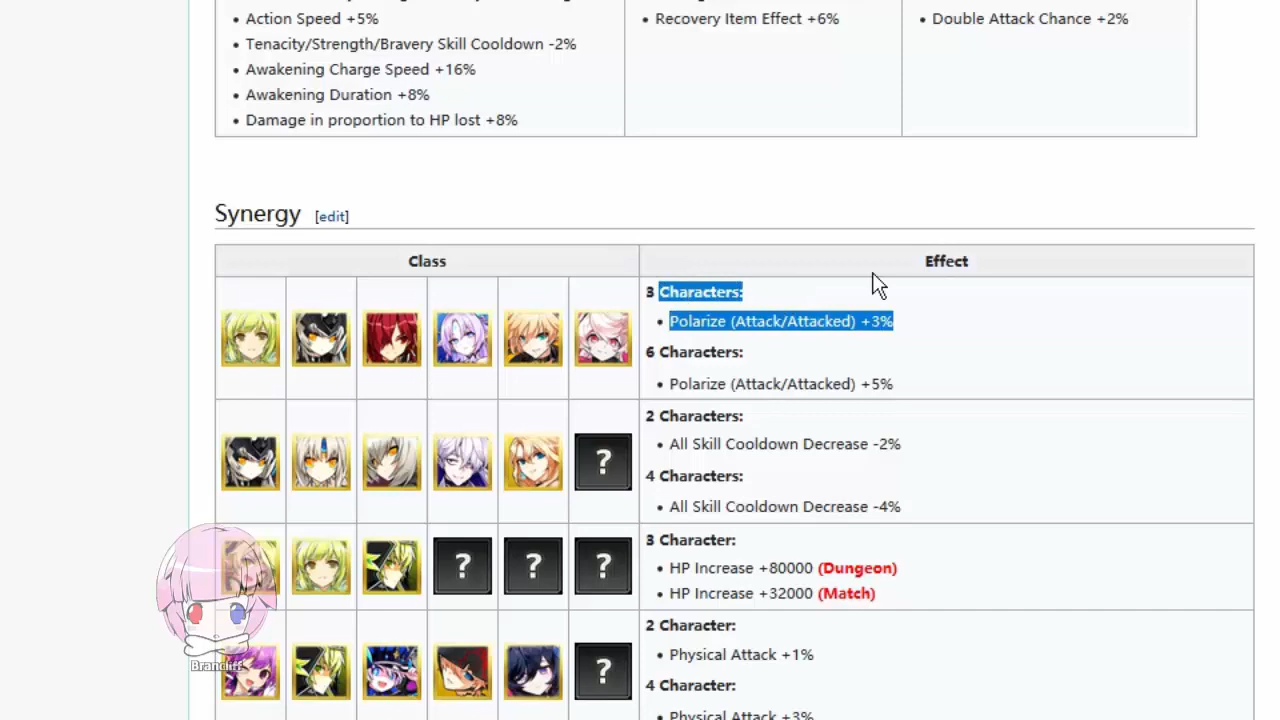 Action Speed +5%
Tenacity/Strength/Bravery Skill Cooldown -2%
Awakening Charge Speed +16%
Awakening Duration +8%
Damage in proportion to HP lost +8%
Recovery Item Effect +6%
Double Attack Chance +2%
Synergy [edit]
Class
Effect
3 Characters:
Polarize (Attack/Attacked) +3%
6 Characters:
Polarize (Attack/Attacked) +5%
2 Characters:
All Skill Cooldown Decrease -2%
4 Characters:
All Skill Cooldown Decrease -4%
?
3 Character:
HP Increase +80000 (Dungeon)
HP Increase +32000 (Match)
? ? ?
2 Character:
Physical Attack +1%
4 Character:
Physical Attack +3%
?
Brancliff